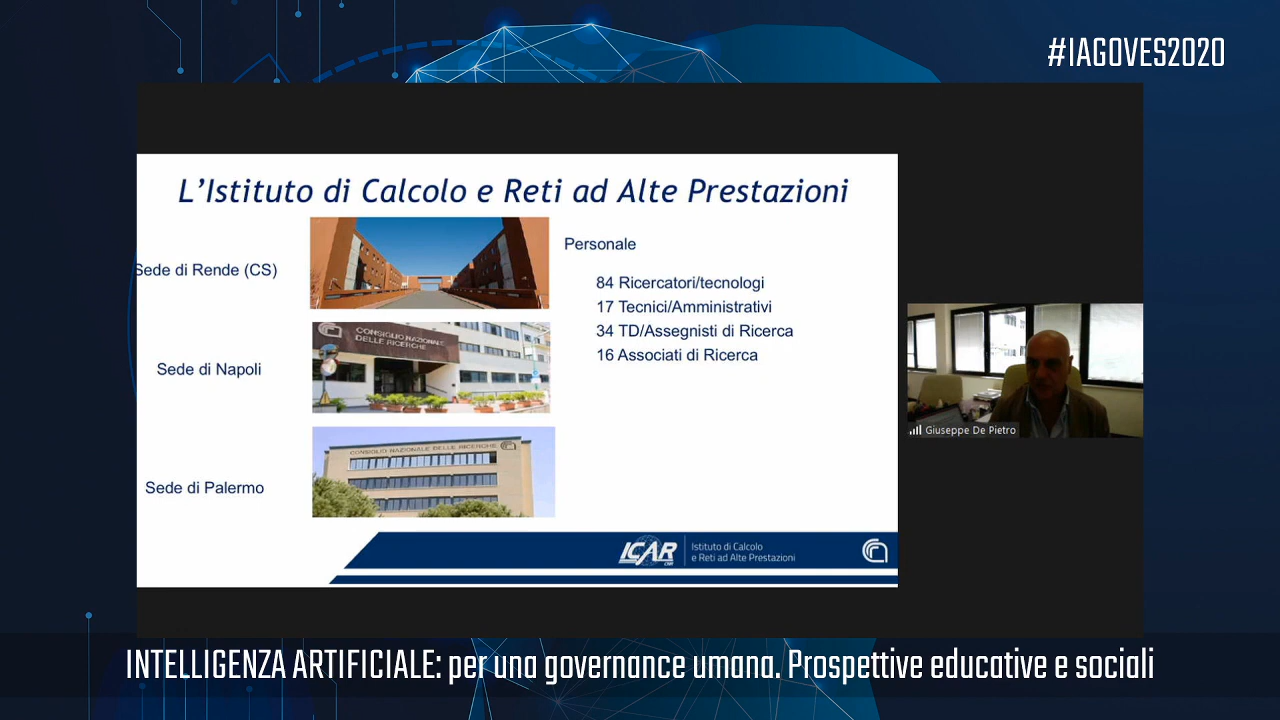 #IAGOVES2020
L'Istituto di Calcolo e Reti ad Alte Prestazioni
Sede di Rende (CS)
CONSIGLIO NAZIONALE
DELLE RICERCHE
Sede di Napoli
CONSIGLIO NAZIONALE DELLE RICERCHE
Sede di Palermo
Personale
84 Ricercatori/tecnologi
17 Tecnici/Amministrativi
34 TD/Assegnisti di Ricerca
16 Associati di Ricerca
Giuseppe De Pietro
ICAR
CNR
Istituto di Calcolo
e Reti ad Alte Prestazioni
INTELLIGENZA ARTIFICIALE: per una governance umana. Prospettive educative e sociali